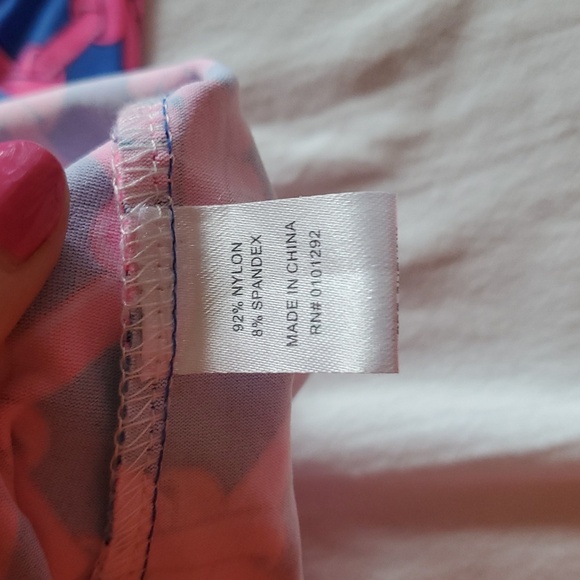 92% NYLON
8% SPANDEX
MADE IN CHINA
RN# 0101292